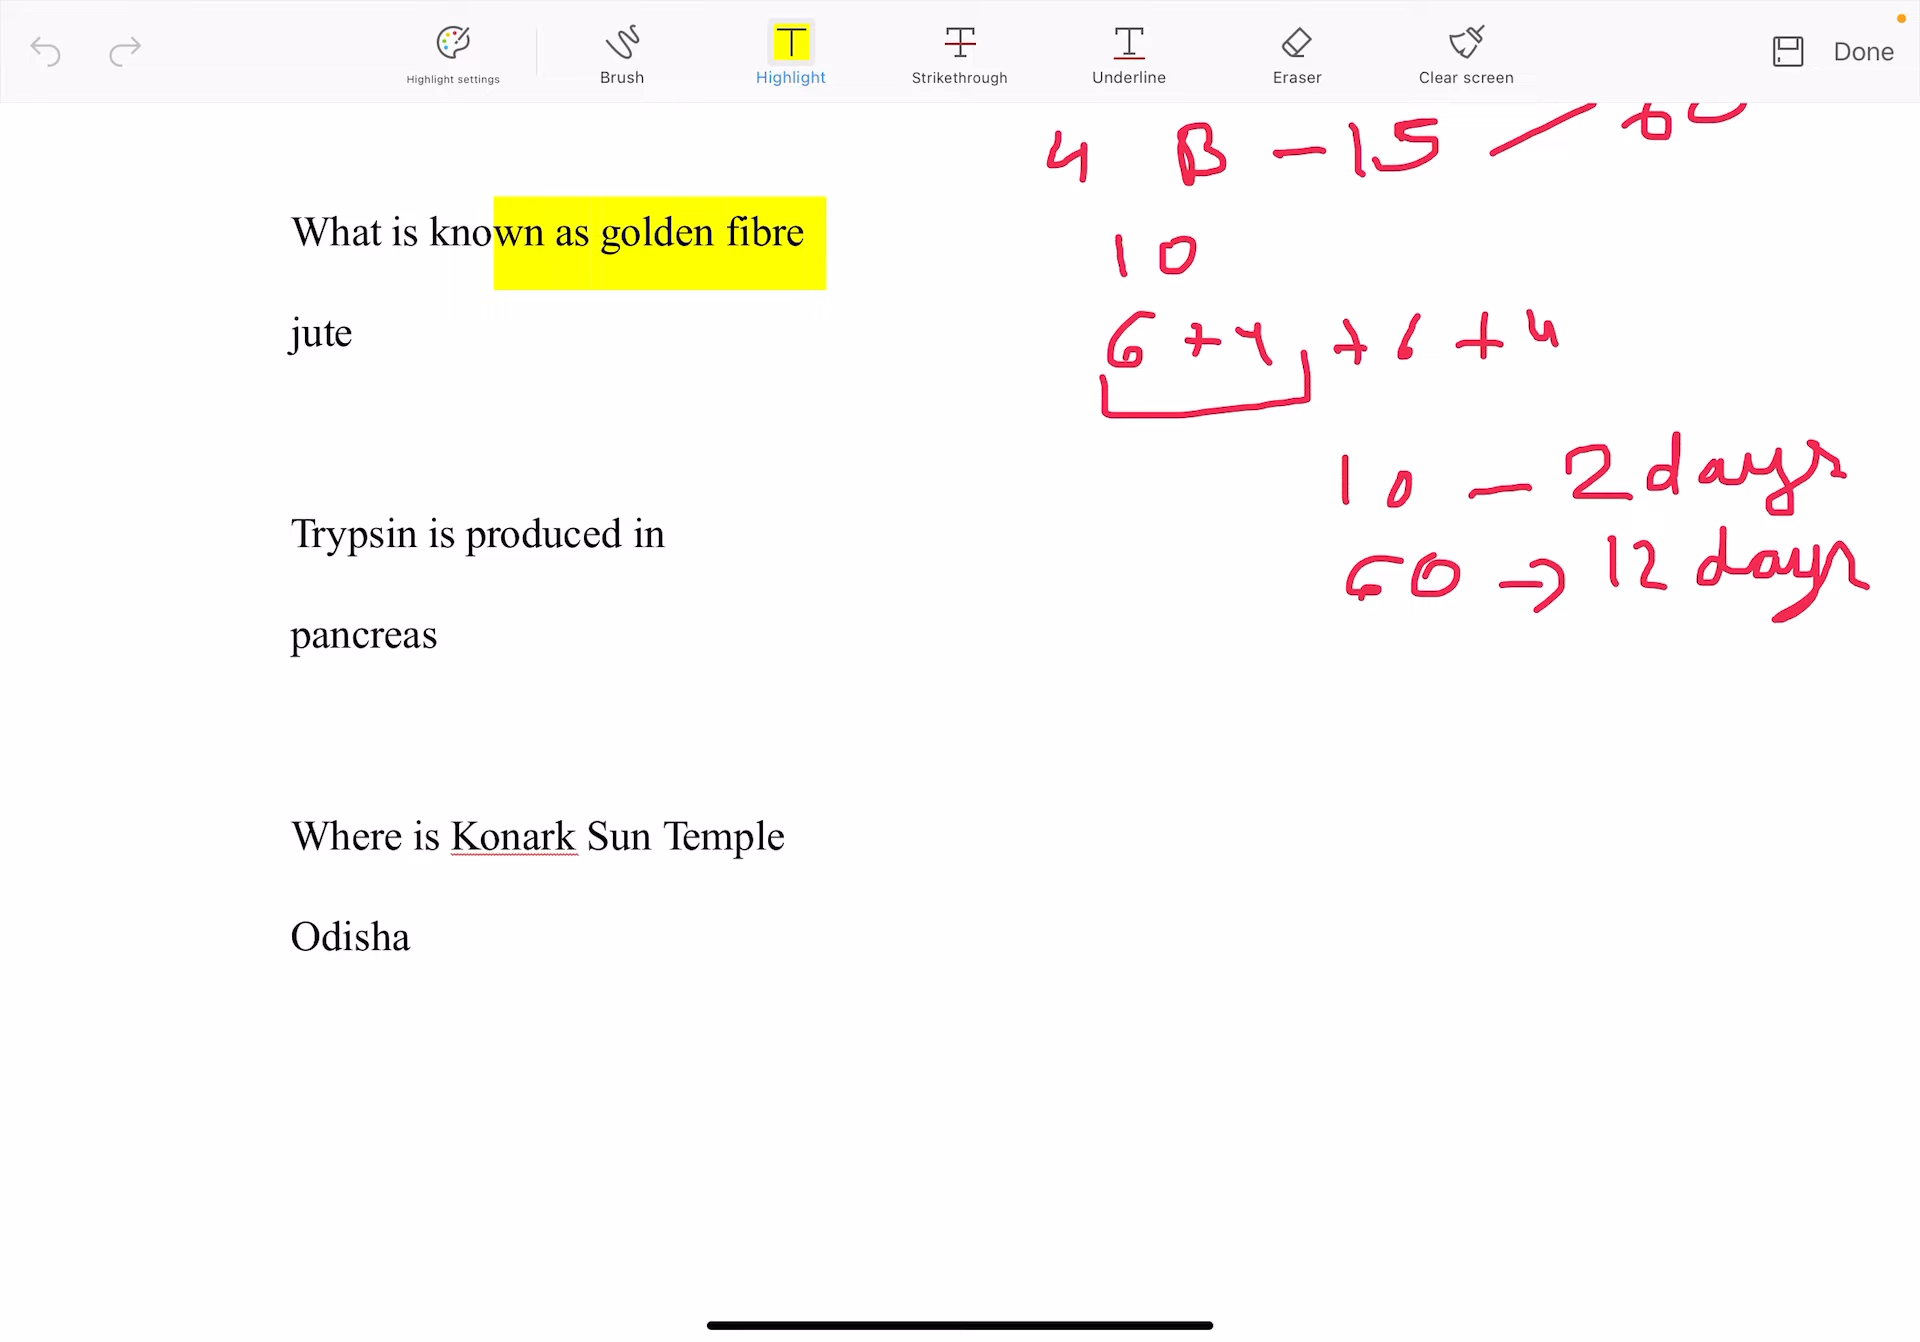 Highlight settings Brush Highlight Strikethrough Underline Eraser Clear screen Done
4 B - 15
What is known as golden fibre
10
jute
6 + 4 + 6 + 4
10 - 2 days
Trypsin is produced in
60 → 12 days
pancreas
Where is Konark Sun Temple
Odisha